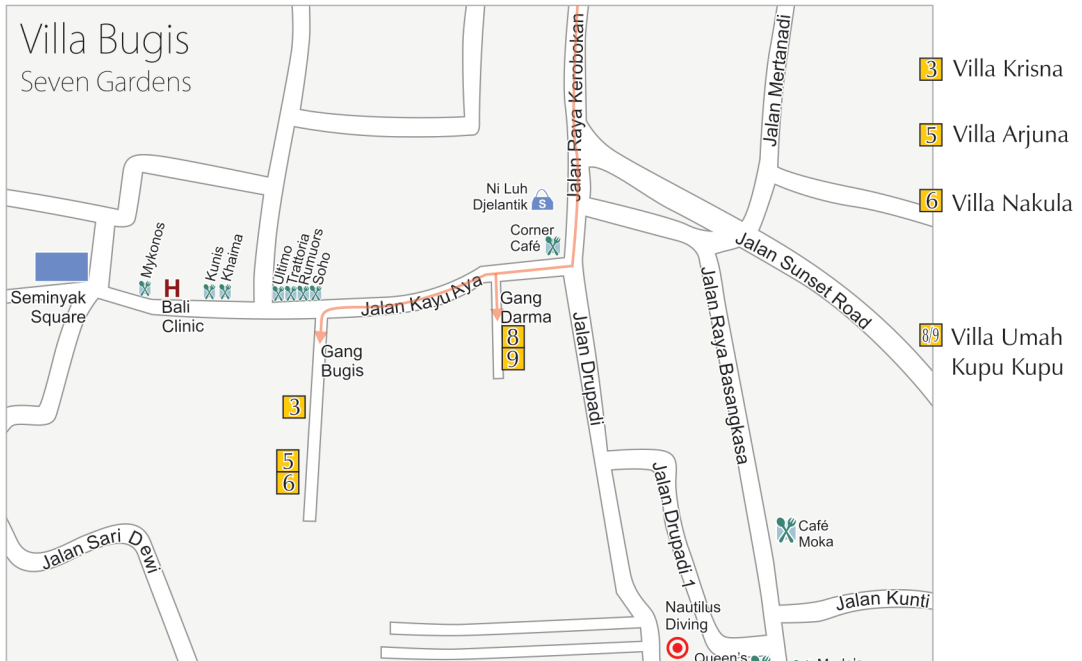 Villa Bugis
Seven Gardens
Jalan Raya Kerobokan
Jalan Mertanadi
3 Villa Krisna
5 Villa Arjuna
6 Villa Nakula
8/9 Villa Umah
Kupu Kupu
Ni Luh
Djelantik
S
Corner
Café
Mykonos
H
Bali
Clinic
Kunis
Khaima
Ultimo
Trattoria
Rumuors
Soho
Seminyak
Square
Jalan Kayu Aya
Gang
Darma
8
9
Gang
Bugis
3
5
6
Jalan Sunset Road
Jalan Drupadi
Jalan Raya Basangkasa
Jalan Drupadi 1
Café
Moka
Jalan Sari Dewi
Jalan Kunti
Nautilus
Diving
Queen's